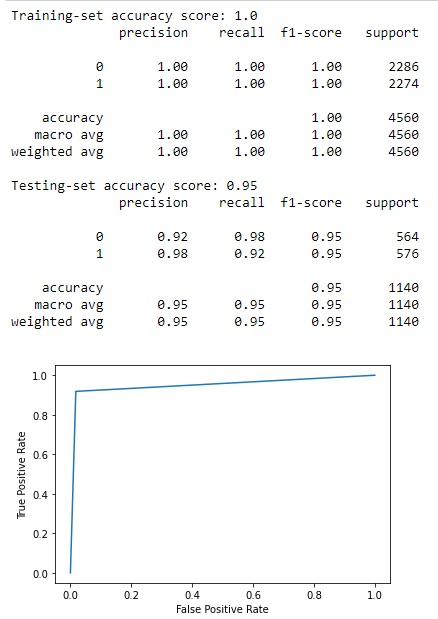 Training-set accuracy score: 1.0
precision recall f1-score support
0 1.00 1.00 1.00 2286
1 1.00 1.00 1.00 2274
accuracy 1.00 4560
macro avg 1.00 1.00 1.00 4560
weighted avg 1.00 1.00 1.00 4560
Testing-set accuracy score: 0.95
precision recall f1-score support
0 0.92 0.98 0.95 564
1 0.98 0.92 0.95 576
accuracy 0.95 1140
macro avg 0.95 0.95 0.95 1140
weighted avg 0.95 0.95 0.95 1140
1.0
0.8
0.6
0.4
0.2
0.0
True Positive Rate
0.0 0.2 0.4 0.6 0.8 1.0
False Positive Rate